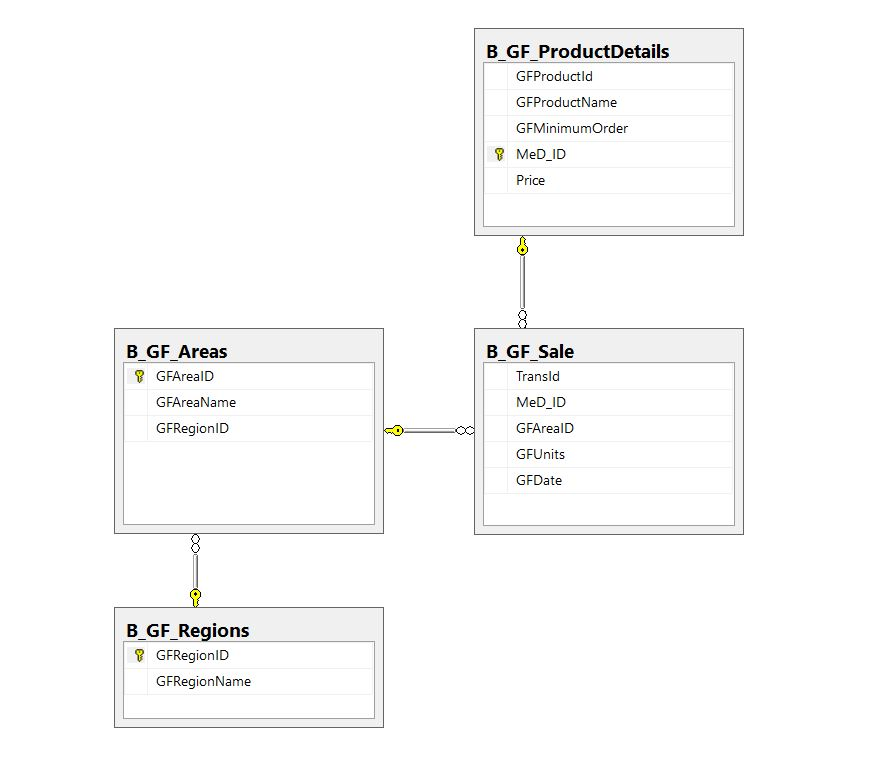 B_GF_ProductDetails
GFProductId
GFProductName
GFMinimumOrder
MeD_ID
Price
B_GF_Areas
GFAreaID
GFAreaName
GFRegionID
B_GF_Sale
TransId
MeD_ID
GFAreaID
GFUnits
GFDate
B_GF_Regions
GFRegionID
GFRegionName